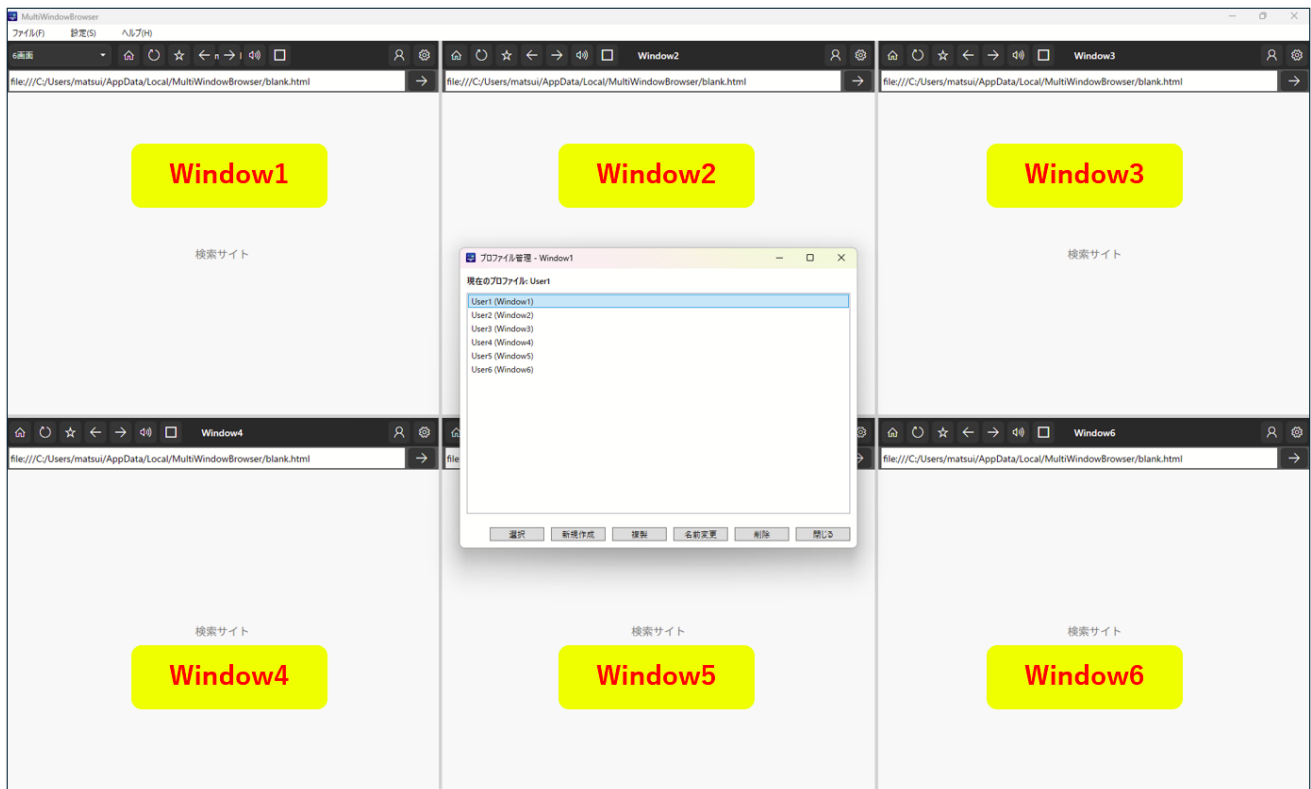 MultiWindowBrowser
ファイル(F) 設定(S) ヘルプ(H)
6画面
Window2
Window3
file:///C:/Users/matsui/AppData/Local/MultiWindowBrowser/blank.html
file:///C:/Users/matsui/AppData/Local/MultiWindowBrowser/blank.html
file:///C:/Users/matsui/AppData/Local/MultiWindowBrowser/blank.html
Window1
Window2
Window3
検索サイト
検索サイト
プロファイル管理 - Window1
現在のプロファイル: User1
User1 (Window1)
User2 (Window2)
User3 (Window3)
User4 (Window4)
User5 (Window5)
User6 (Window6)
選択 新規作成 複製 名前変更 削除 閉じる
Window4
Window6
file:///C:/Users/matsui/AppData/Local/MultiWindowBrowser/blank.html
file
file:///C:/Users/matsui/AppData/Local/MultiWindowBrowser/blank.html
検索サイト
検索サイト
検索サイト
Window4
Window5
Window6